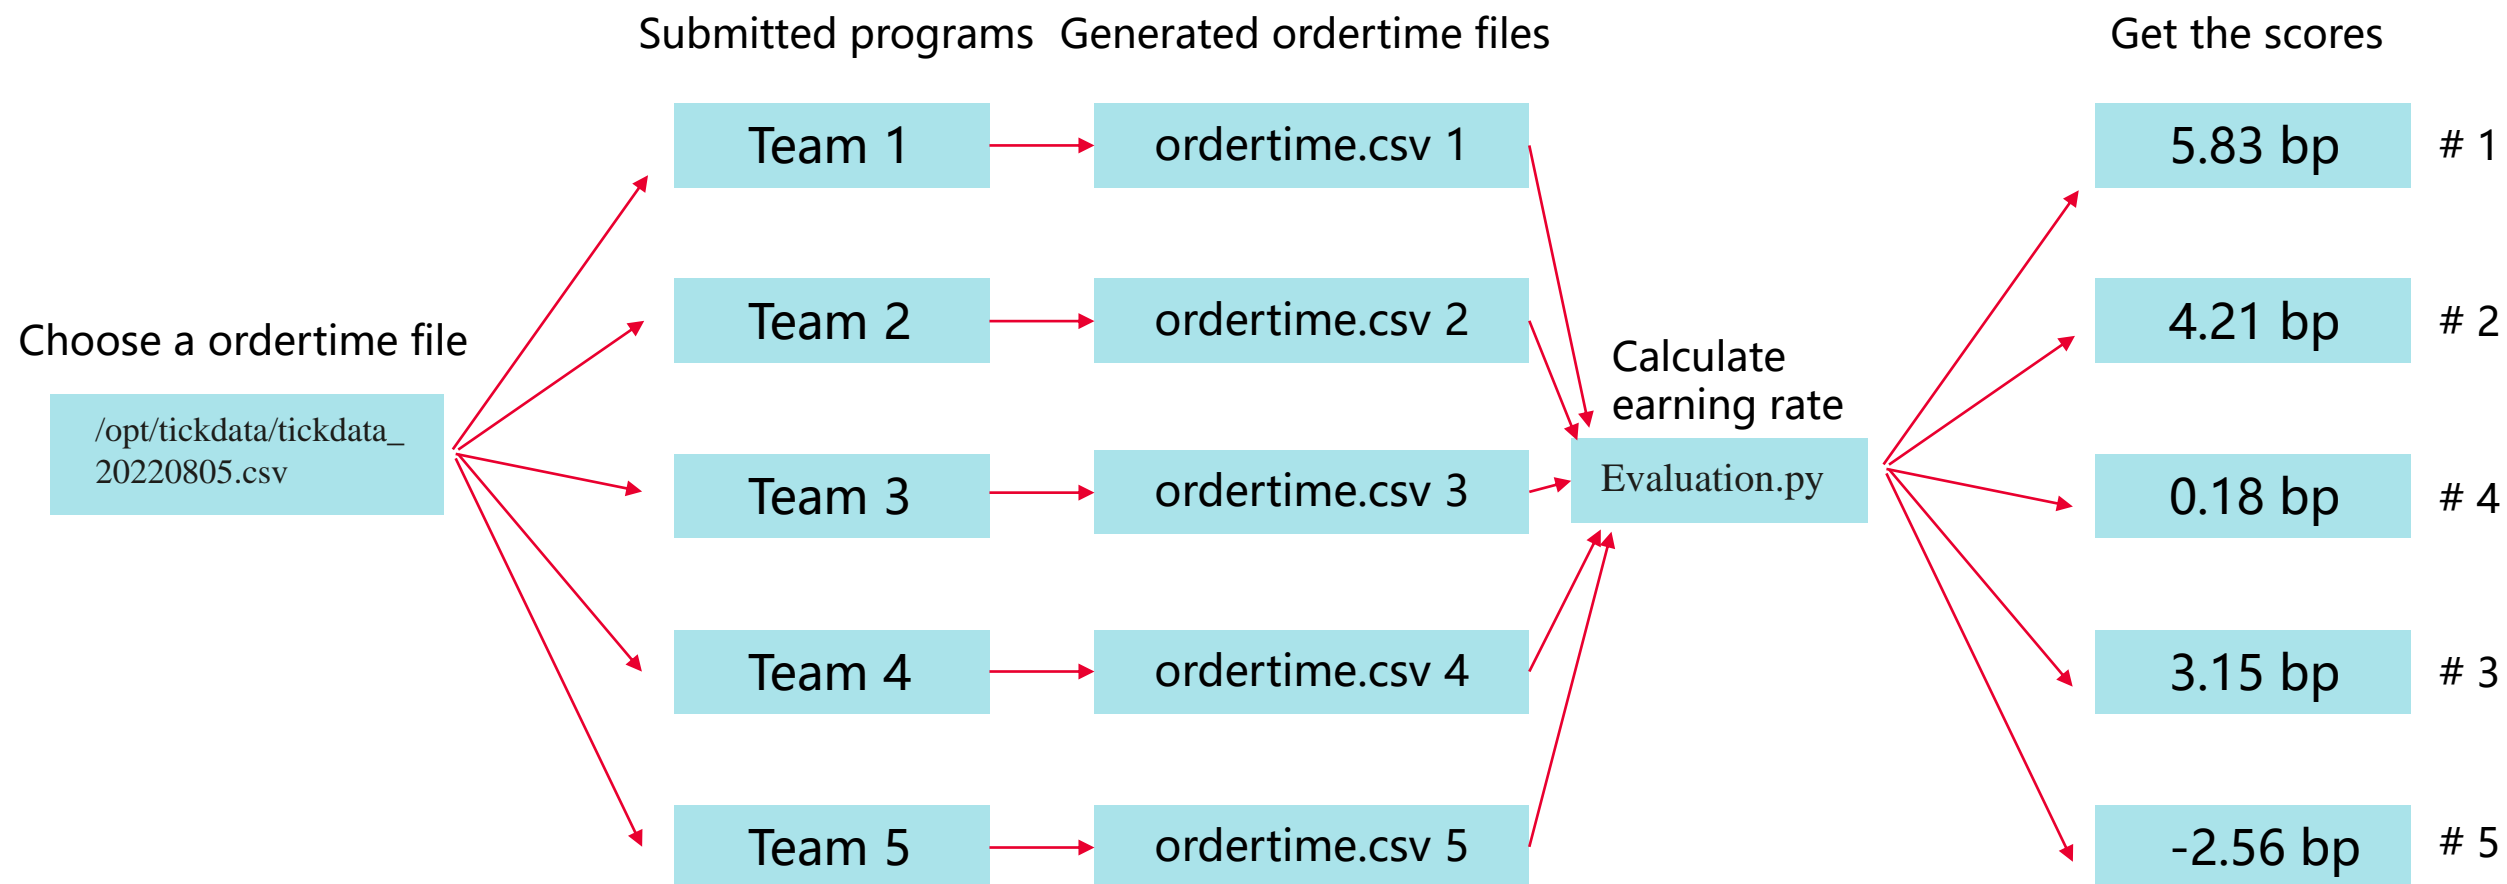 Submitted programs
Generated ordertime files
Get the scores
Team 1
ordertime.csv 1
5.83 bp
# 1
Team 2
ordertime.csv 2
4.21 bp
# 2
Choose a ordertime file
Calculate
earning rate
/opt/tickdata/tickdata_
20220805.csv
Team 3
ordertime.csv 3
Evaluation.py
0.18 bp
# 4
Team 4
ordertime.csv 4
3.15 bp
# 3
Team 5
ordertime.csv 5
-2.56 bp
# 5